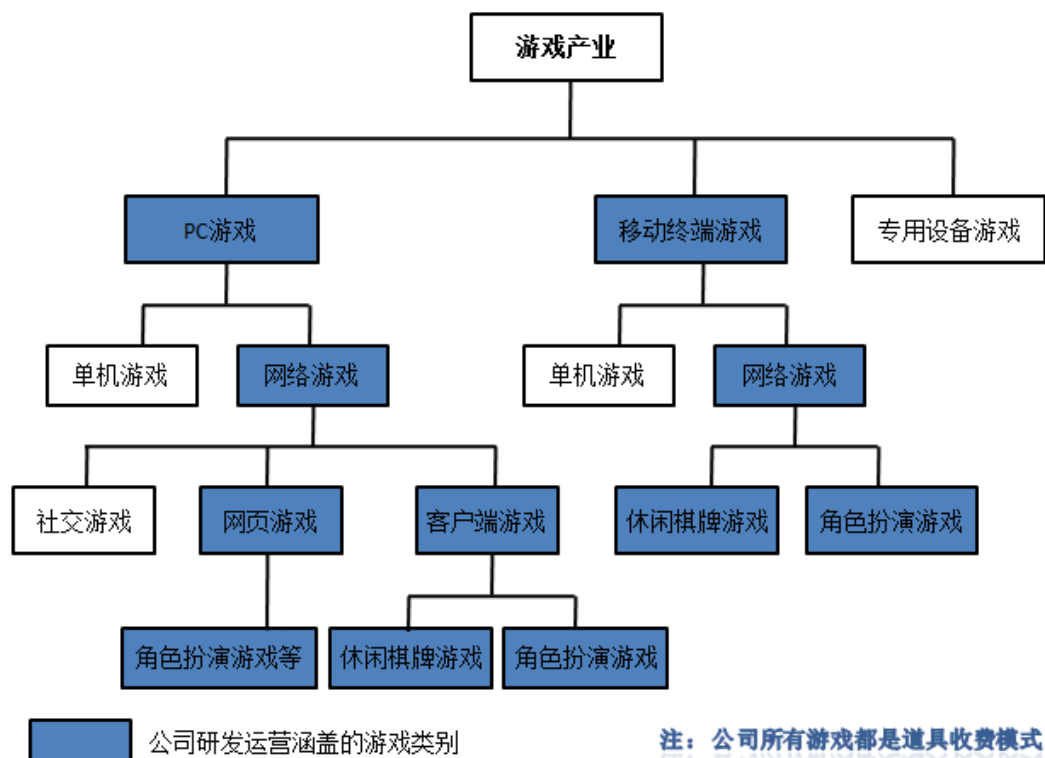 游戏产业
PC游戏
移动终端游戏
专用设备游戏
单机游戏
网络游戏
单机游戏
网络游戏
社交游戏
网页游戏
客户端游戏
休闲棋牌游戏
角色扮演游戏
角色扮演游戏等
休闲棋牌游戏
角色扮演游戏
公司研发运营涵盖的游戏类别
注：公司所有游戏都是道具收费模式